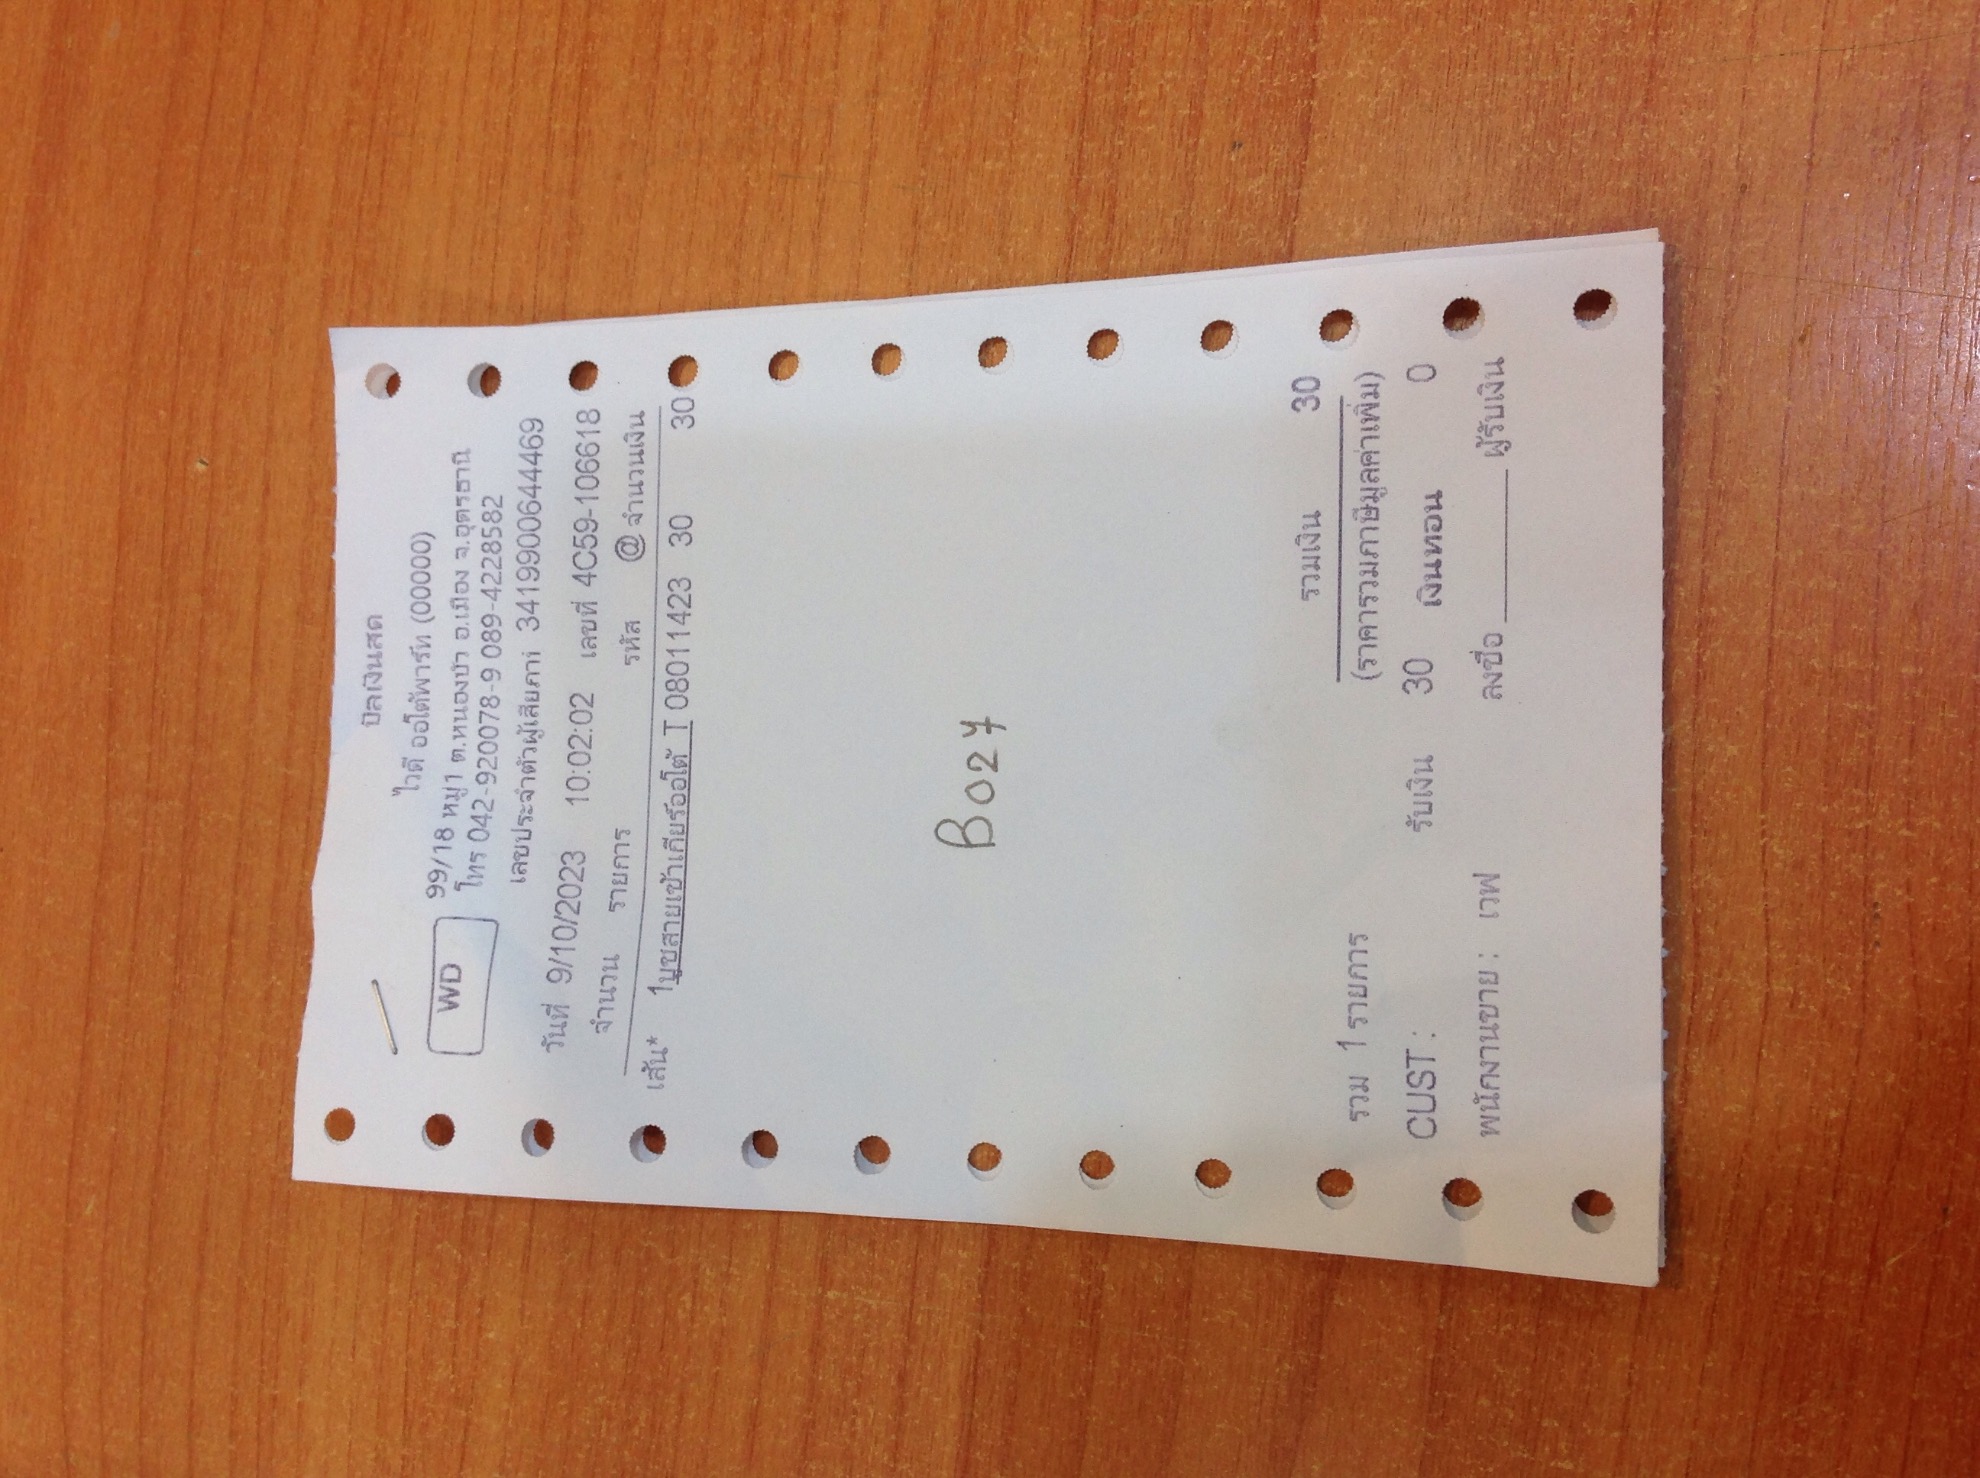 บิลเงินสด
ไวดี ออโต้พาร์ท (00000)
WD
99/18 หมู่1 ต.หนองบัว อ.เมือง จ.อุดรธานี
โทร 042-920078-9 089-4228582
เลขประจำตัวผู้เสียภาษี 3419900644469
วันที่ 9/10/2023 10:02:02 เลขที่ 4C59-106618
จำนวน รายการ รหัส @ จำนวนเงิน
เส้น* 1บูชสายเข้าเกียร์ออโต้ T 08011423 30 30
B027
รวมเงิน 30
รวม 1 รายการ (ราคารวมภาษีมูลค่าเพิ่ม)
CUST : รับเงิน 30 เงินทอน 0
พนักงานขาย : เวฟ ลงชื่อ ________ ผู้รับเงิน